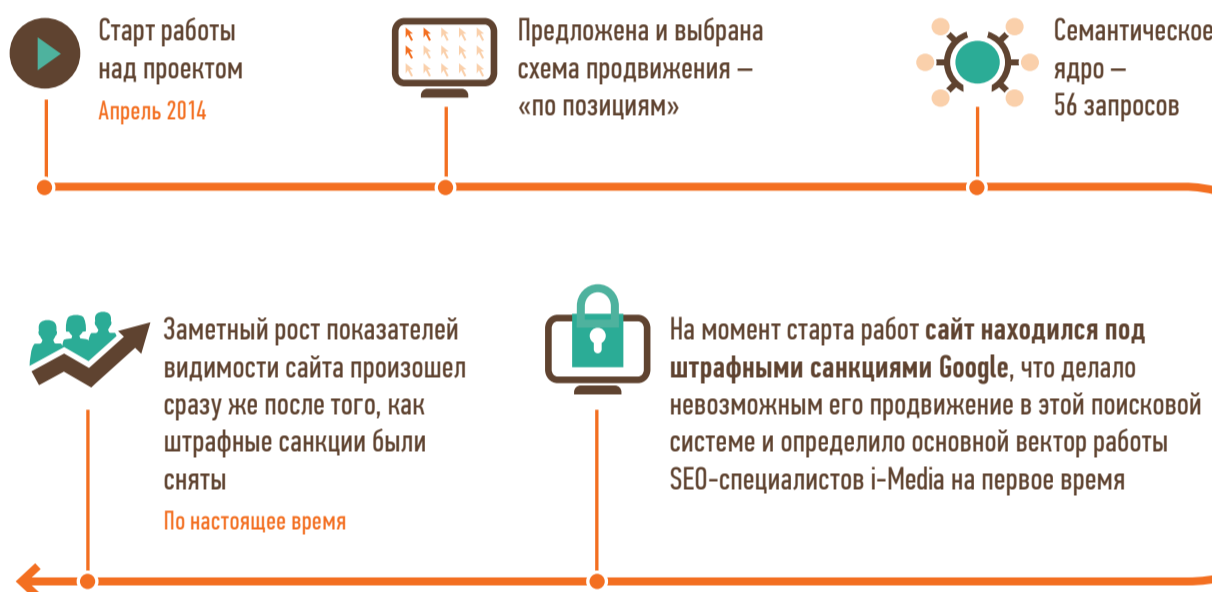 Старт работы
над проектом
Апрель 2014
Предложена и выбрана
схема продвижения –
«по позициям»
Семантическое
ядро –
56 запросов
Заметный рост показателей
видимости сайта произошел
сразу же после того, как
штрафные санкции были
сняты
По настоящее время
На момент старта работ сайт находился под
штрафными санкциями Google, что делало
невозможным его продвижение в этой поисковой
системе и определило основной вектор работы
SEO-специалистов i-Media на первое время